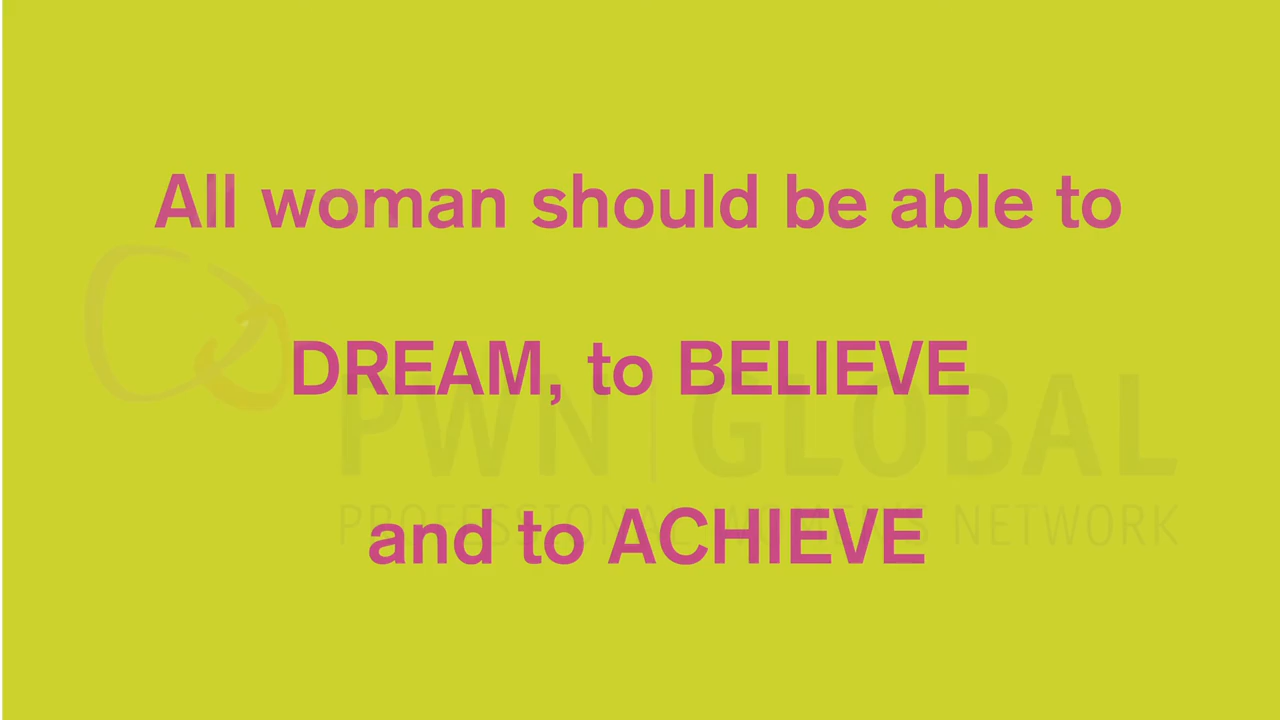 All woman should be able to
DREAM, to BELIEVE
PWN | GLOBAL
PROFESSIONAL WOMEN'S NETWORK
and to ACHIEVE